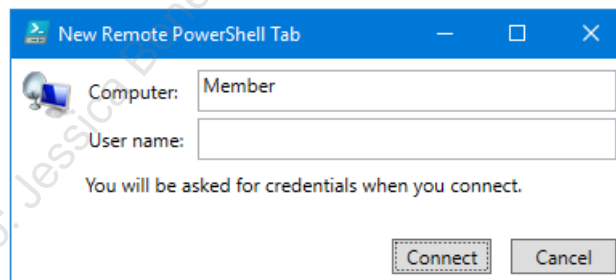 New Remote PowerShell Tab
Computer: Member
User name:
You will be asked for credentials when you connect.
Connect Cancel
Jessica